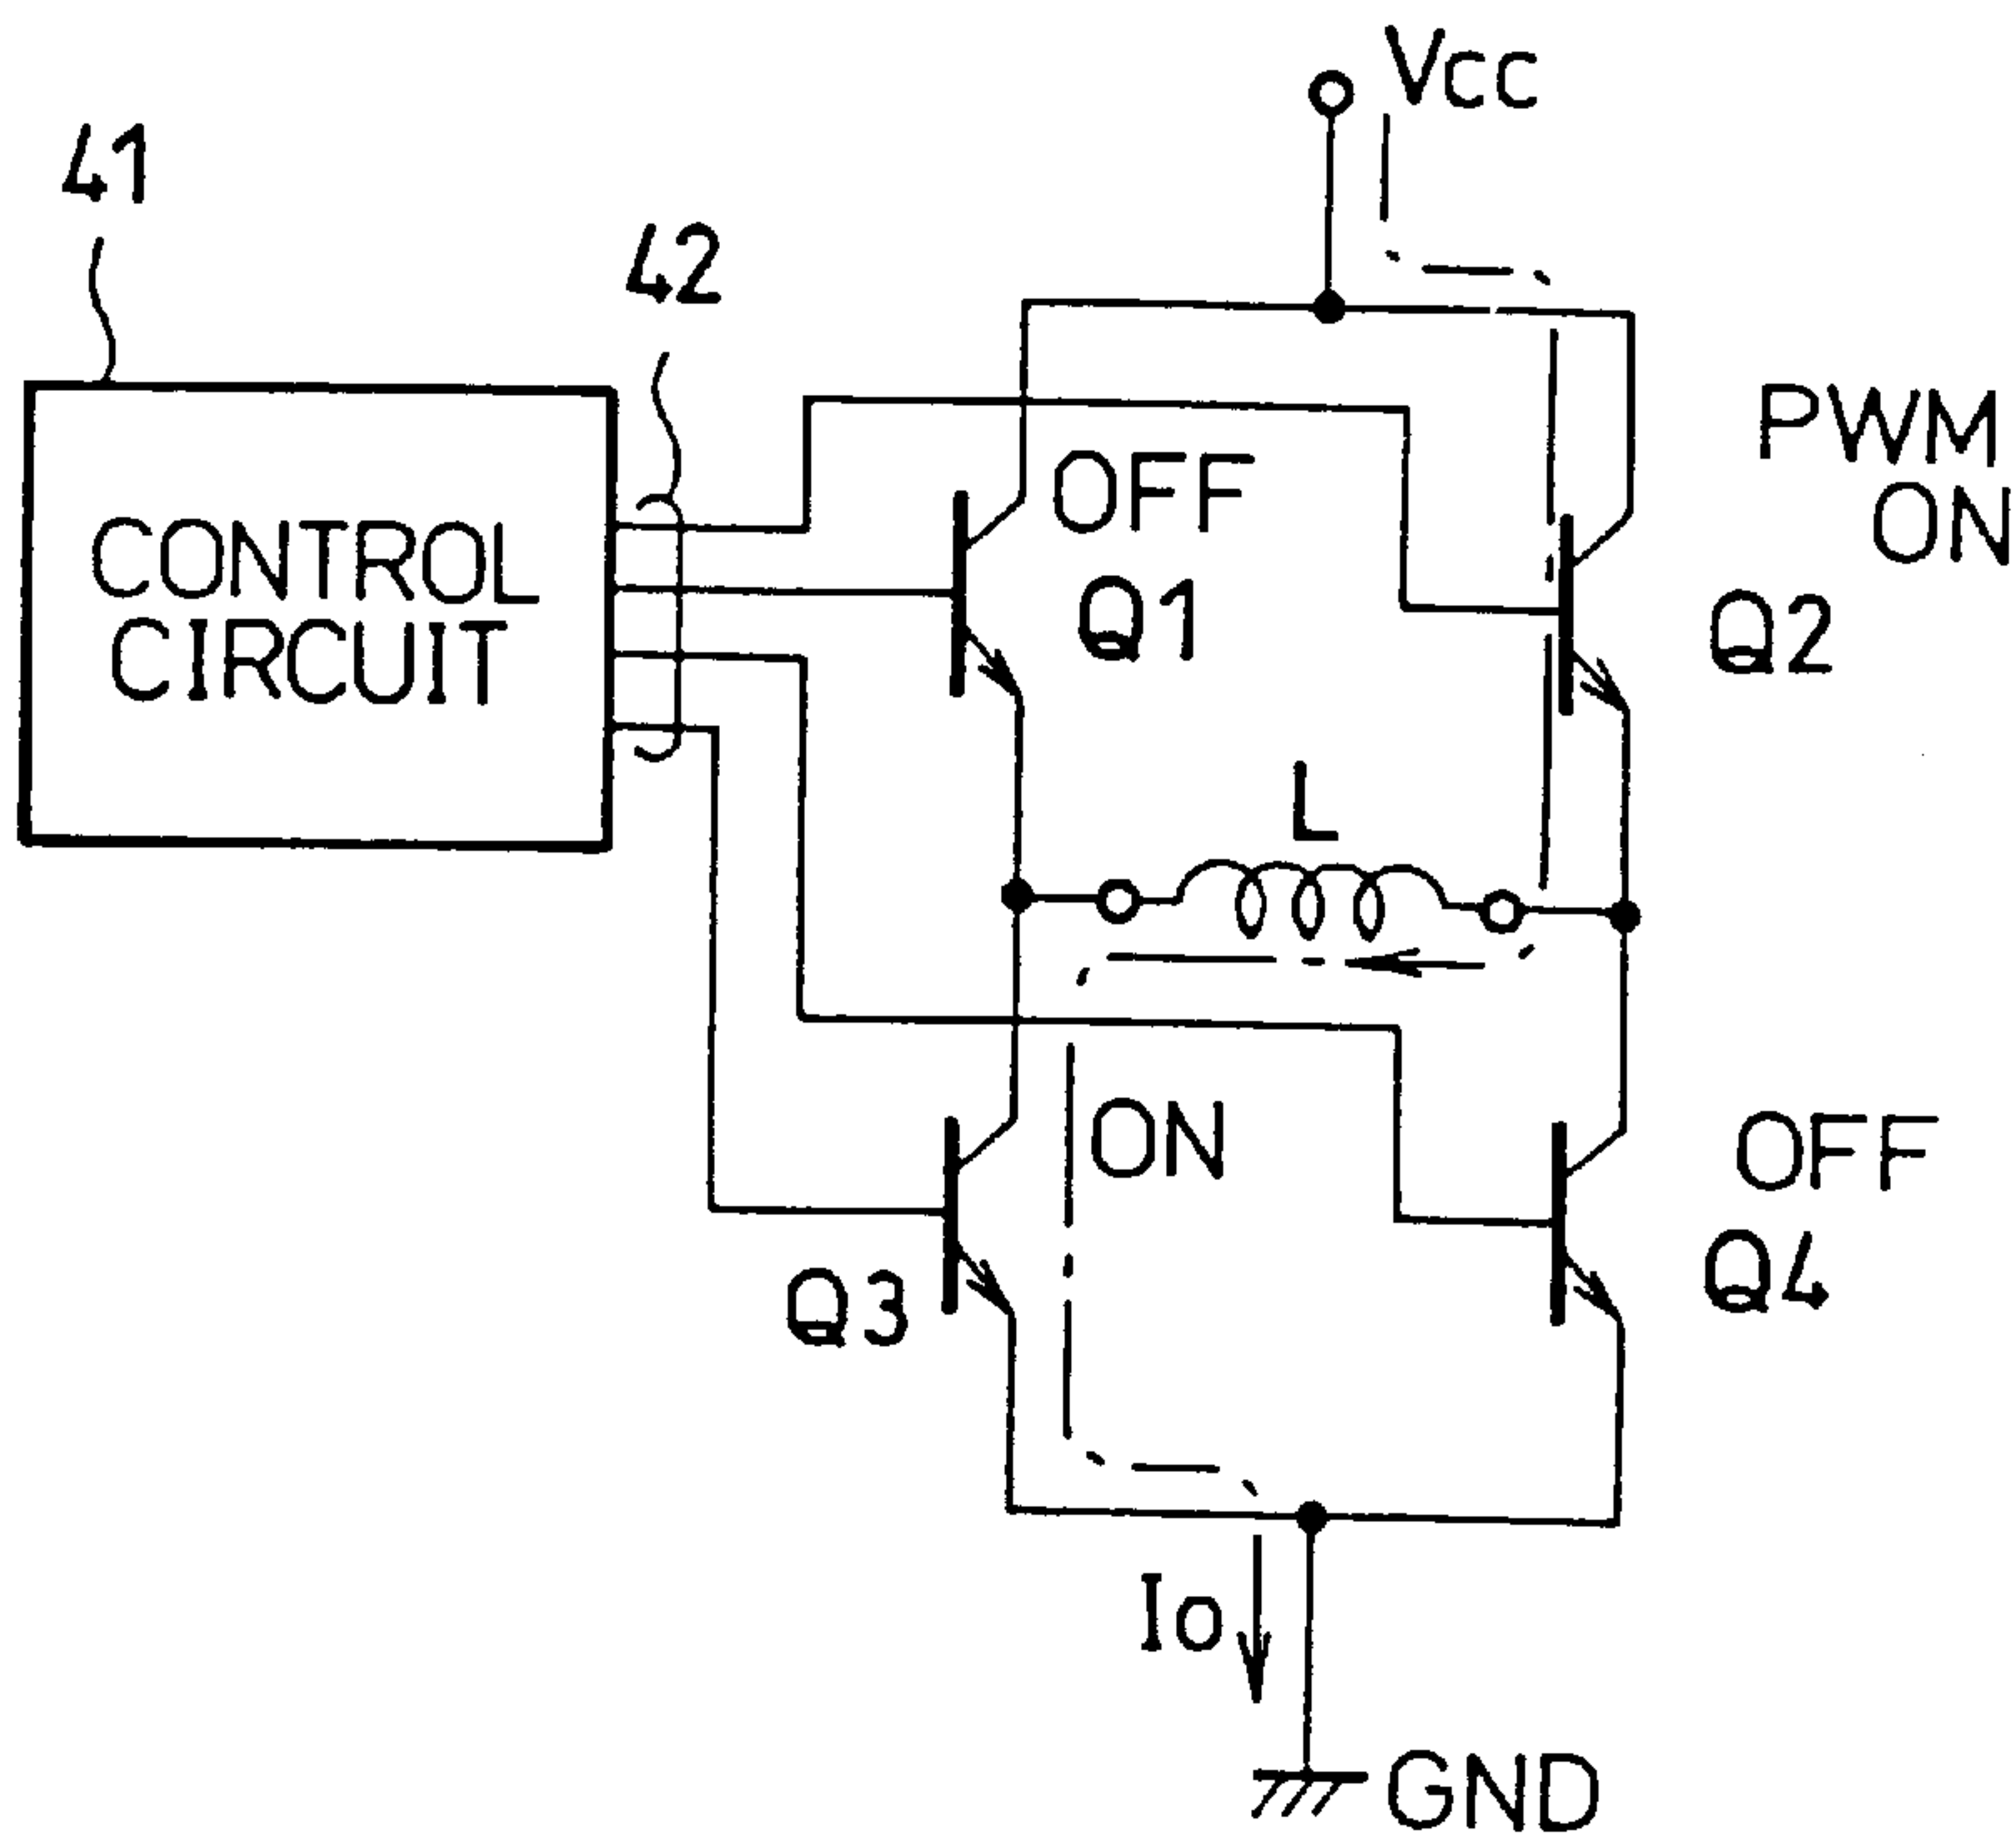 Vcc
41
42
CONTROL
CIRCUIT
OFF
Q1
PWM
ON
Q2
L
ON
Q3
OFF
Q4
Io
GND